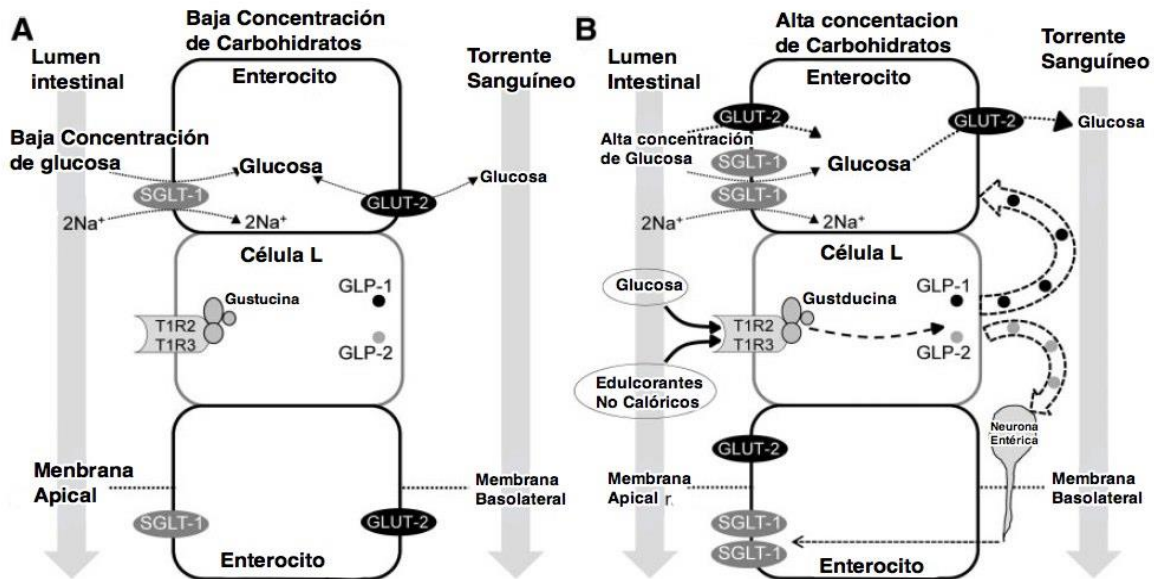 A
Baja Concentración
de Carbohidratos
Lumen
intestinal
Enterocito
Torrente
Sanguíneo
Baja Concentración
de glucosa
Glucosa
Glucosa
SGLT-1
GLUT-2
2Na⁺
2Na⁺
Célula L
Gustucina
GLP-1
T1R2
T1R3
GLP-2
Menbrana
Apical
Membrana
Basolateral
SGLT-1
GLUT-2
Enterocito
B
Alta concentacion
de Carbohidratos
Lumen
Intestinal
Enterocito
Torrente
Sanguíneo
GLUT-2
GLUT-2
Glucosa
Alta concentración
de Glucosa
SGLT-1
Glucosa
SGLT-1
2Na⁺
2Na⁺
Célula L
Glucosa
Gustducina
GLP-1
T1R2
T1R3
GLP-2
Edulcorantes
No Calóricos
Neurona
Entérica
GLUT-2
Membrana
Apical r.
Membrana
Basolateral
SGLT-1
SGLT-1
Enterocito